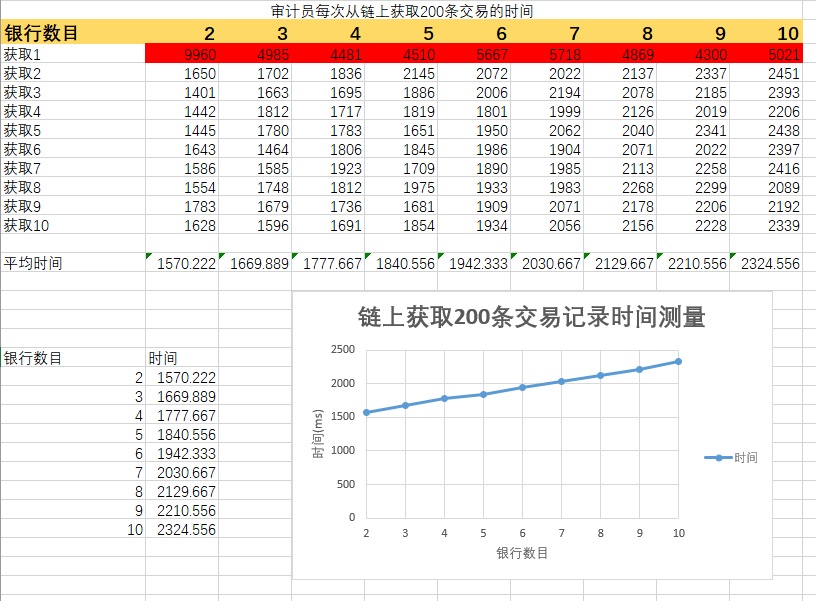 审计员每次从链上获取200条交易的时间
银行数目 2 3 4 5 6 7 8 9 10
获取1 9960 4985 4481 4510 5667 5718 4869 4300 5021
获取2 1650 1702 1836 2145 2072 2022 2137 2337 2451
获取3 1401 1663 1695 1886 2006 2194 2078 2185 2393
获取4 1442 1812 1717 1819 1801 1999 2126 2019 2206
获取5 1445 1780 1783 1651 1950 2062 2040 2341 2438
获取6 1643 1464 1806 1845 1986 1904 2071 2022 2397
获取7 1586 1585 1923 1709 1890 1985 2113 2258 2416
获取8 1554 1748 1812 1975 1933 1983 2268 2299 2089
获取9 1783 1679 1736 1681 1909 2071 2178 2206 2192
获取10 1628 1596 1691 1854 1934 2056 2156 2228 2339
平均时间 1570.222 1669.889 1777.667 1840.556 1942.333 2030.667 2129.667 2210.556 2324.556
银行数目 时间
2 1570.222
3 1669.889
4 1777.667
5 1840.556
6 1942.333
7 2030.667
8 2129.667
9 2210.556
10 2324.556
链上获取200条交易记录时间测量
2500
2000
1500
1000
500
0
时间(ms)
2 3 4 5 6 7 8 9 10
银行数目
时间